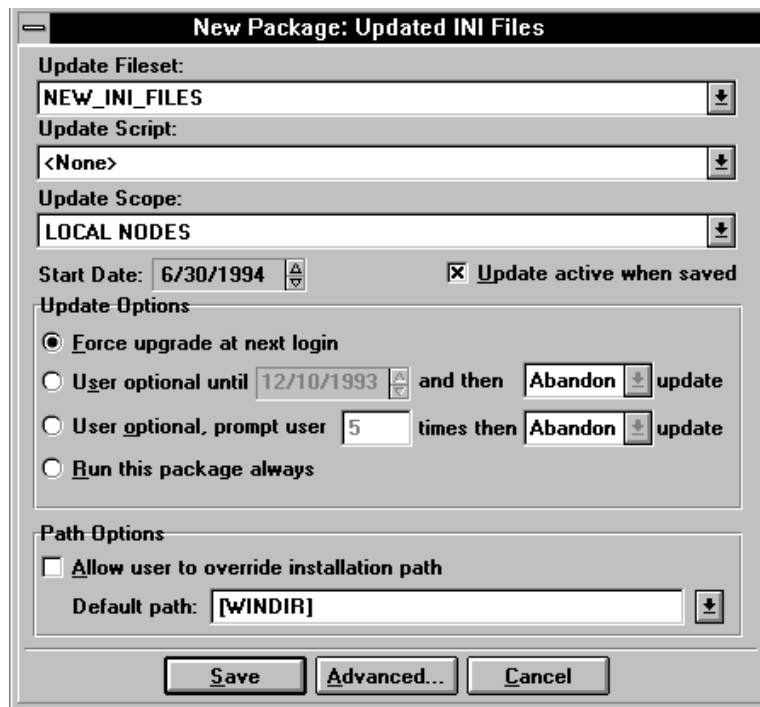 New Package: Updated INI Files
Update Fileset:
NEW_INI_FILES
Update Script:
<None>
Update Scope:
LOCAL NODES
Start Date: 6/30/1994 Update active when saved
Update Options
Force upgrade at next login
User optional until 12/10/1993 and then Abandon update
User optional, prompt user 5 times then Abandon update
Run this package always
Path Options
Allow user to override installation path
Default path: [WINDIR]
Save Advanced... Cancel